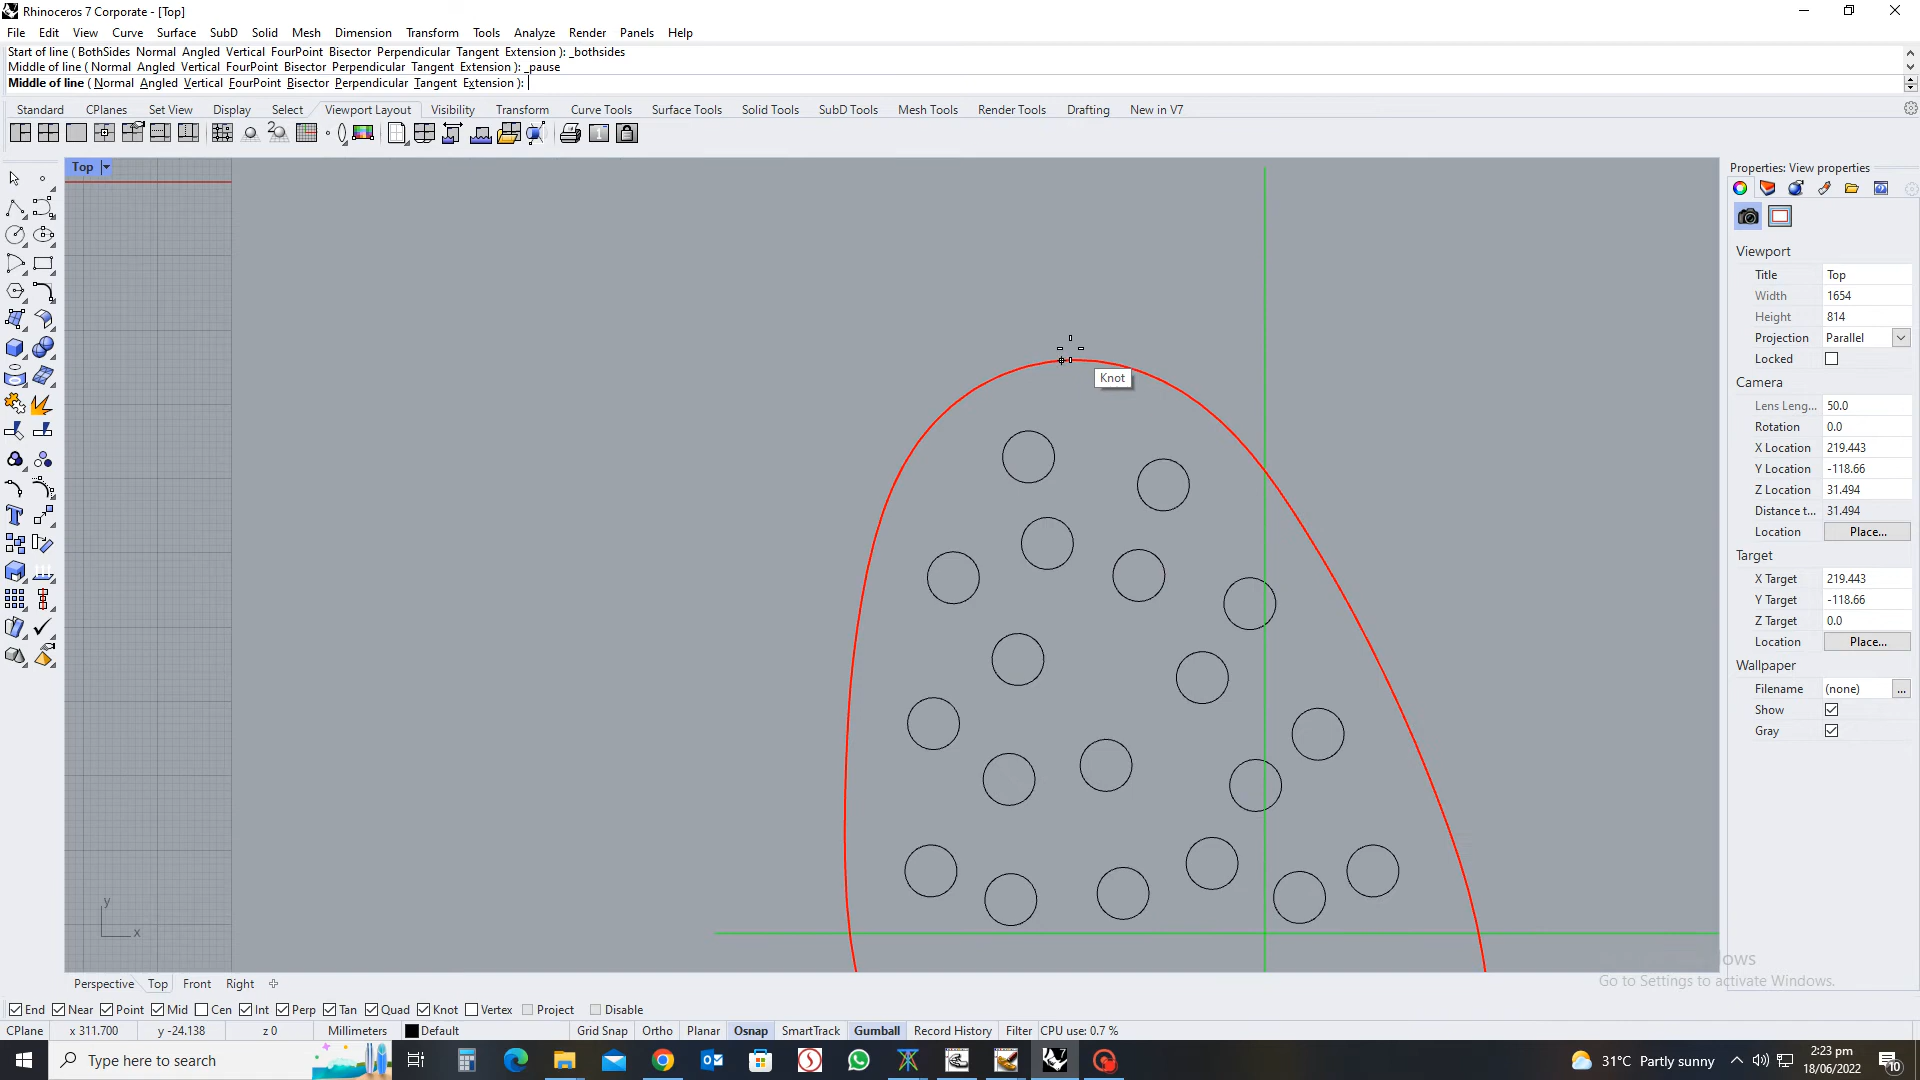 Rhinoceros 7 Corporate - [Top]
File Edit View Curve Surface SubD Solid Mesh Dimension Transform Tools Analyze Render Panels Help
Start of line ( BothSides Normal Angled Vertical FourPoint Bisector Perpendicular Tangent Extension ): _bothsides
Middle of line ( Normal Angled Vertical FourPoint Bisector Perpendicular Tangent Extension ): _pause
Middle of line ( Normal Angled Vertical FourPoint Bisector Perpendicular Tangent Extension ):
Standard CPlanes Set View Display Select Viewport Layout Visibility Transform Curve Tools Surface Tools Solid Tools SubD Tools Mesh Tools Render Tools Drafting New in V7
Top
Properties: View properties
Viewport
Title Top
Width 1654
Height 814
Projection Parallel
Locked
Camera
Lens Leng... 50.0
Rotation 0.0
X Location 219.443
Y Location -118.66
Z Location 31.494
Distance t... 31.494
Location Place...
Target
X Target 219.443
Y Target -118.66
Z Target 0.0
Location Place...
Wallpaper
Filename (none) ...
Show
Gray
Knot
y
x
Go to Settings to activate Windows.
Perspective Top Front Right
End Near Point Mid Cen Int Perp Tan Quad Knot Vertex Project Disable
CPlane x 311.700 y -24.138 z 0 Millimeters Default Grid Snap Ortho Planar Osnap SmartTrack Gumball Record History Filter CPU use: 0.7 %
Type here to search
31°C Partly sunny
2:23 pm
18/06/2022
10